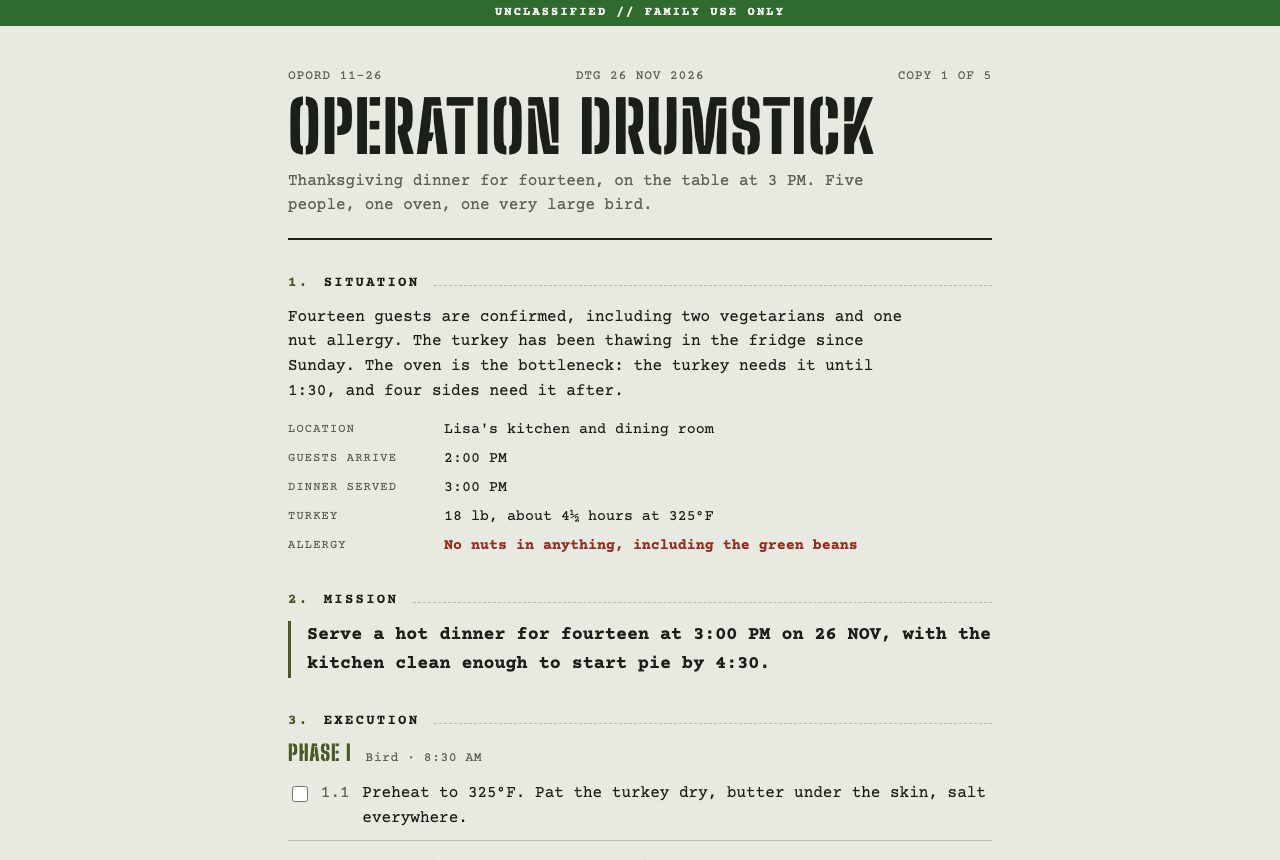 UNCLASSIFIED // FAMILY USE ONLY
OPORD 11-26
DTG 26 NOV 2026
COPY 1 OF 5
OPERATION DRUMSTICK
Thanksgiving dinner for fourteen, on the table at 3 PM. Five
people, one oven, one very large bird.
1. SITUATION
Fourteen guests are confirmed, including two vegetarians and one
nut allergy. The turkey has been thawing in the fridge since
Sunday. The oven is the bottleneck: the turkey needs it until
1:30, and four sides need it after.
LOCATION Lisa's kitchen and dining room
GUESTS ARRIVE 2:00 PM
DINNER SERVED 3:00 PM
TURKEY 18 lb, about 4½ hours at 325°F
ALLERGY No nuts in anything, including the green beans
2. MISSION
Serve a hot dinner for fourteen at 3:00 PM on 26 NOV, with the
kitchen clean enough to start pie by 4:30.
3. EXECUTION
PHASE I Bird · 8:30 AM
1.1 Preheat to 325°F. Pat the turkey dry, butter under the skin, salt
everywhere.